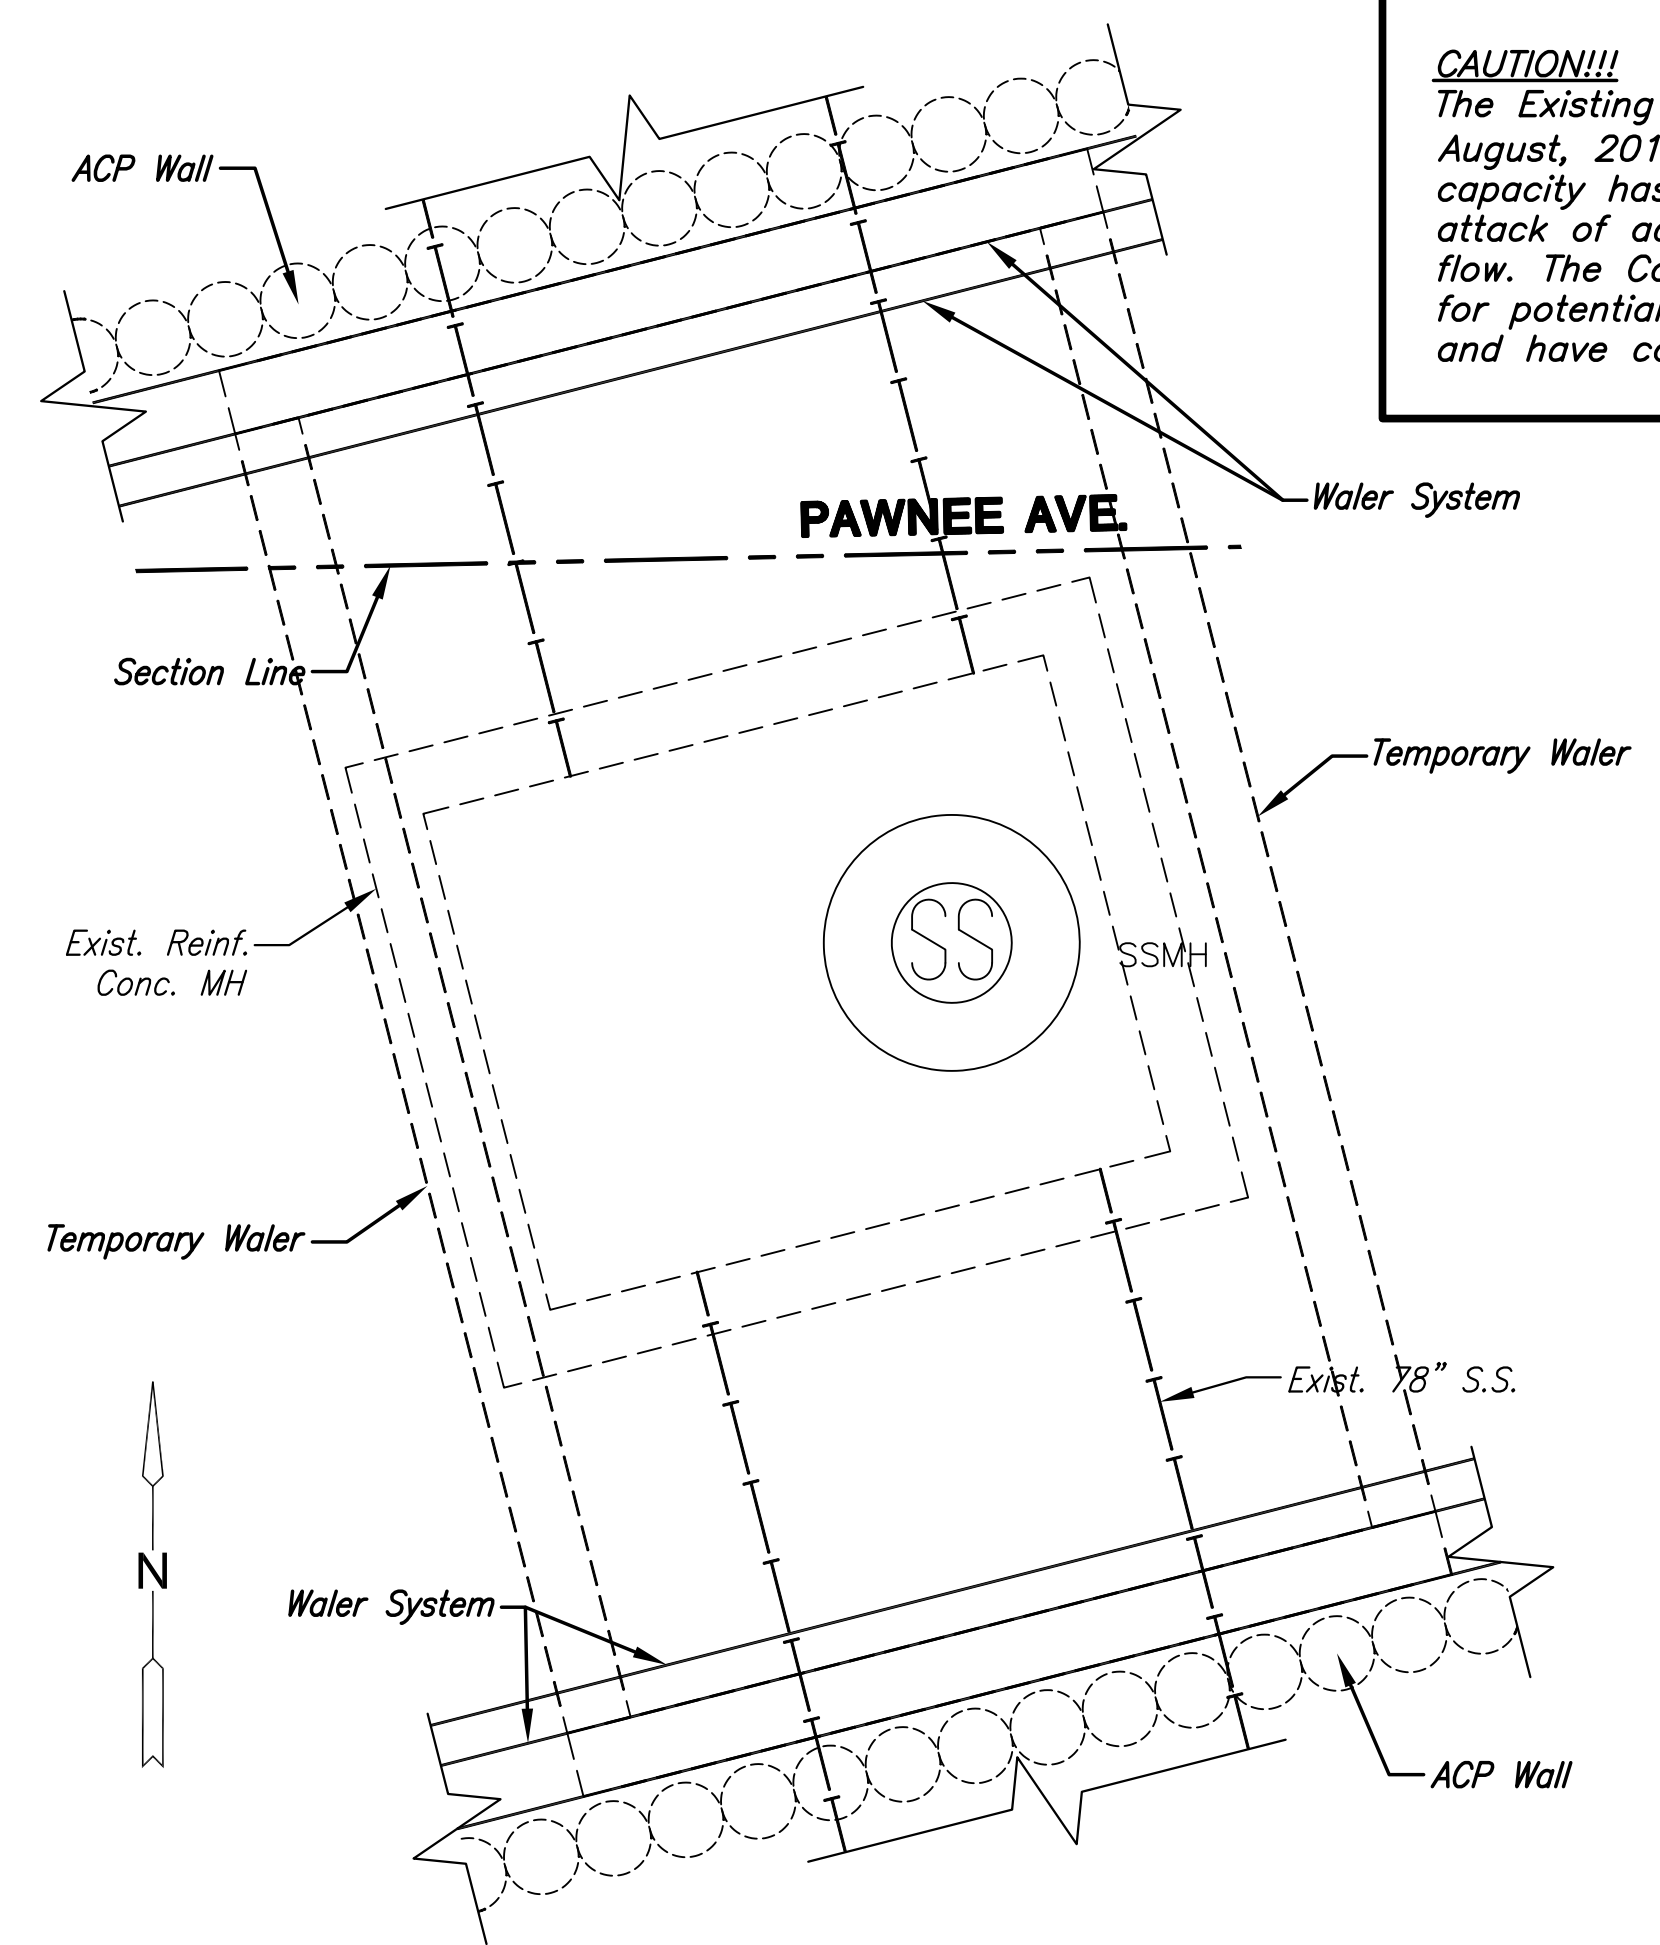 CAUTION!!!
The Existing
August, 201
capacity has
attack of
flow. The
for
and have
ACP Wall
Waler System
PAWNEE AVE.
Section Line
Temporary Waler
Exist. Reinf.
Conc. MH
SS
SSMH
Temporary Waler
Exist. 78" S.S.
N
Waler System
ACP Wall